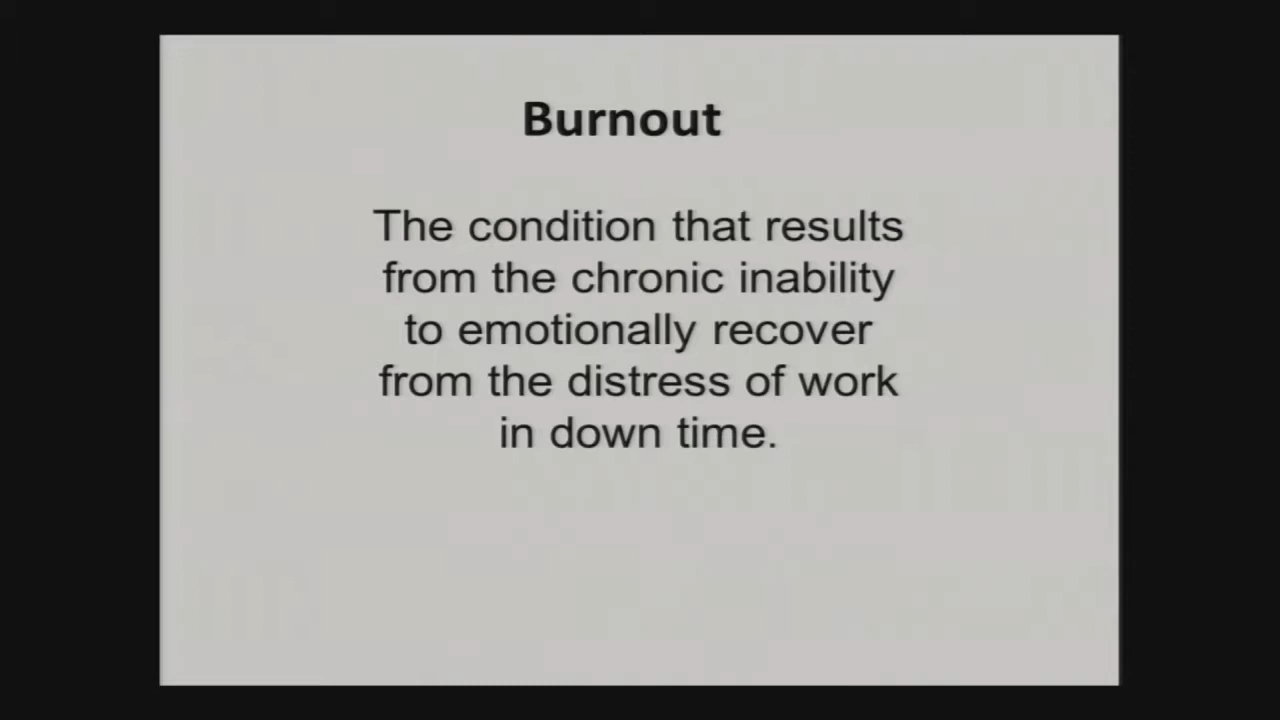 Burnout
The condition that results
from the chronic inability
to emotionally recover
from the distress of work
in down time.